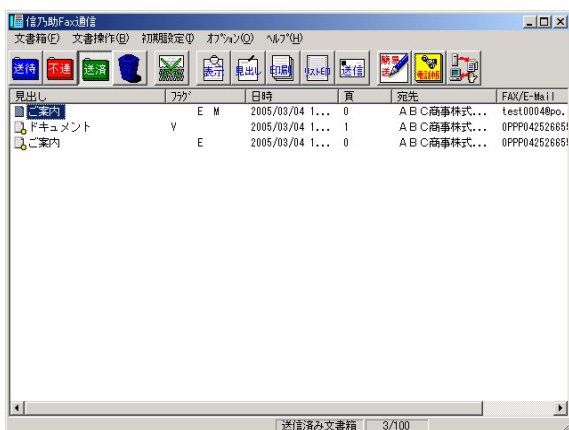 信乃助Fax通信
文書箱(F) 文書操作(B) 初期設定(I) ｵﾌﾟｼｮﾝ(O) ﾍﾙﾌﾟ(H)
送待 不達 送済 表示 見出し 印刷 ﾘｽﾄ印 送信 簡易送 電話帳
見出し ﾌﾗｸﾞ 日時 頁 宛先 FAX/E-Mail
ご案内 E M 2005/03/04 1... 0 ＡＢＣ商事株式... test0004@po.
ドキュメント V 2005/03/04 1... 1 ＡＢＣ商事株式... 0PPP04252665
ご案内 E 2005/03/04 1... 0 ＡＢＣ商事株式... 0PPP04252665
送信済み文書箱 3/100